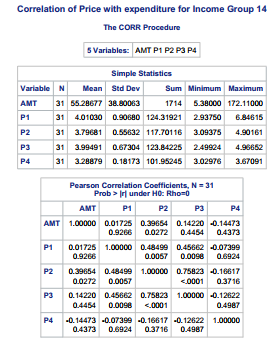 Correlation of Price with expenditure for Income Group 14
The CORR Procedure
5 Variables: AMT P1 P2 P3 P4
Simple Statistics
Variable N Mean Std Dev Sum Minimum Maximum
AMT 31 55.28677 38.80063 1714 5.38000 172.11000
P1 31 4.01030 0.90680 124.31921 2.93750 6.84615
P2 31 3.79681 0.55632 117.70116 3.09375 4.90161
P3 31 3.99491 0.67304 123.84225 2.49924 4.96652
P4 31 3.28879 0.18173 101.95245 3.02976 3.67091
Pearson Correlation Coefficients, N = 31
Prob > |r| under H0: Rho=0
AMT P1 P2 P3 P4
AMT 1.00000 0.01725 0.39654 0.14220 -0.14473
0.9266 0.0272 0.4454 0.4373
P1 0.01725 1.00000 0.48499 0.45662 -0.07399
0.9266 0.0057 0.0098 0.6924
P2 0.39654 0.48499 1.00000 0.75823 -0.16617
0.0272 0.0057 <.0001 0.3716
P3 0.14220 0.45662 0.75823 1.00000 -0.12622
0.4454 0.0098 <.0001 0.4987
P4 -0.14473 -0.07399 -0.16617 -0.12622 1.00000
0.4373 0.6924 0.3716 0.4987